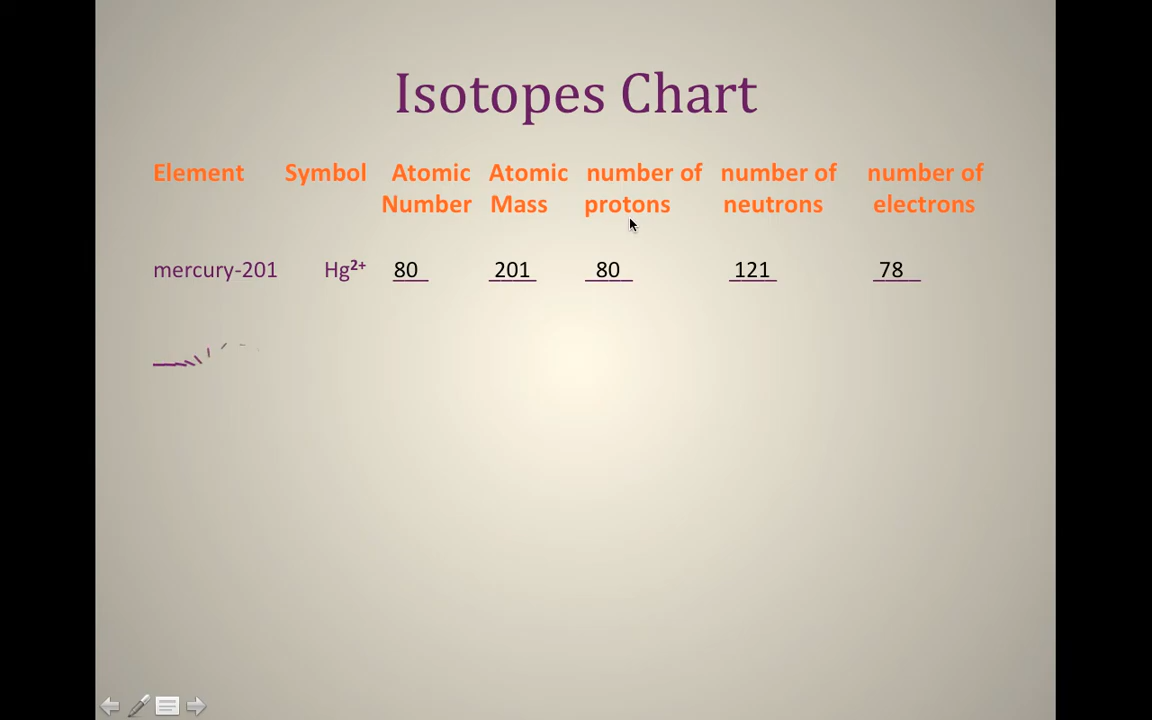 Isotopes Chart
Element Symbol Atomic Atomic number of number of number of
Number Mass protons neutrons electrons
mercury-201 Hg²⁺ 80 201 80 121 78